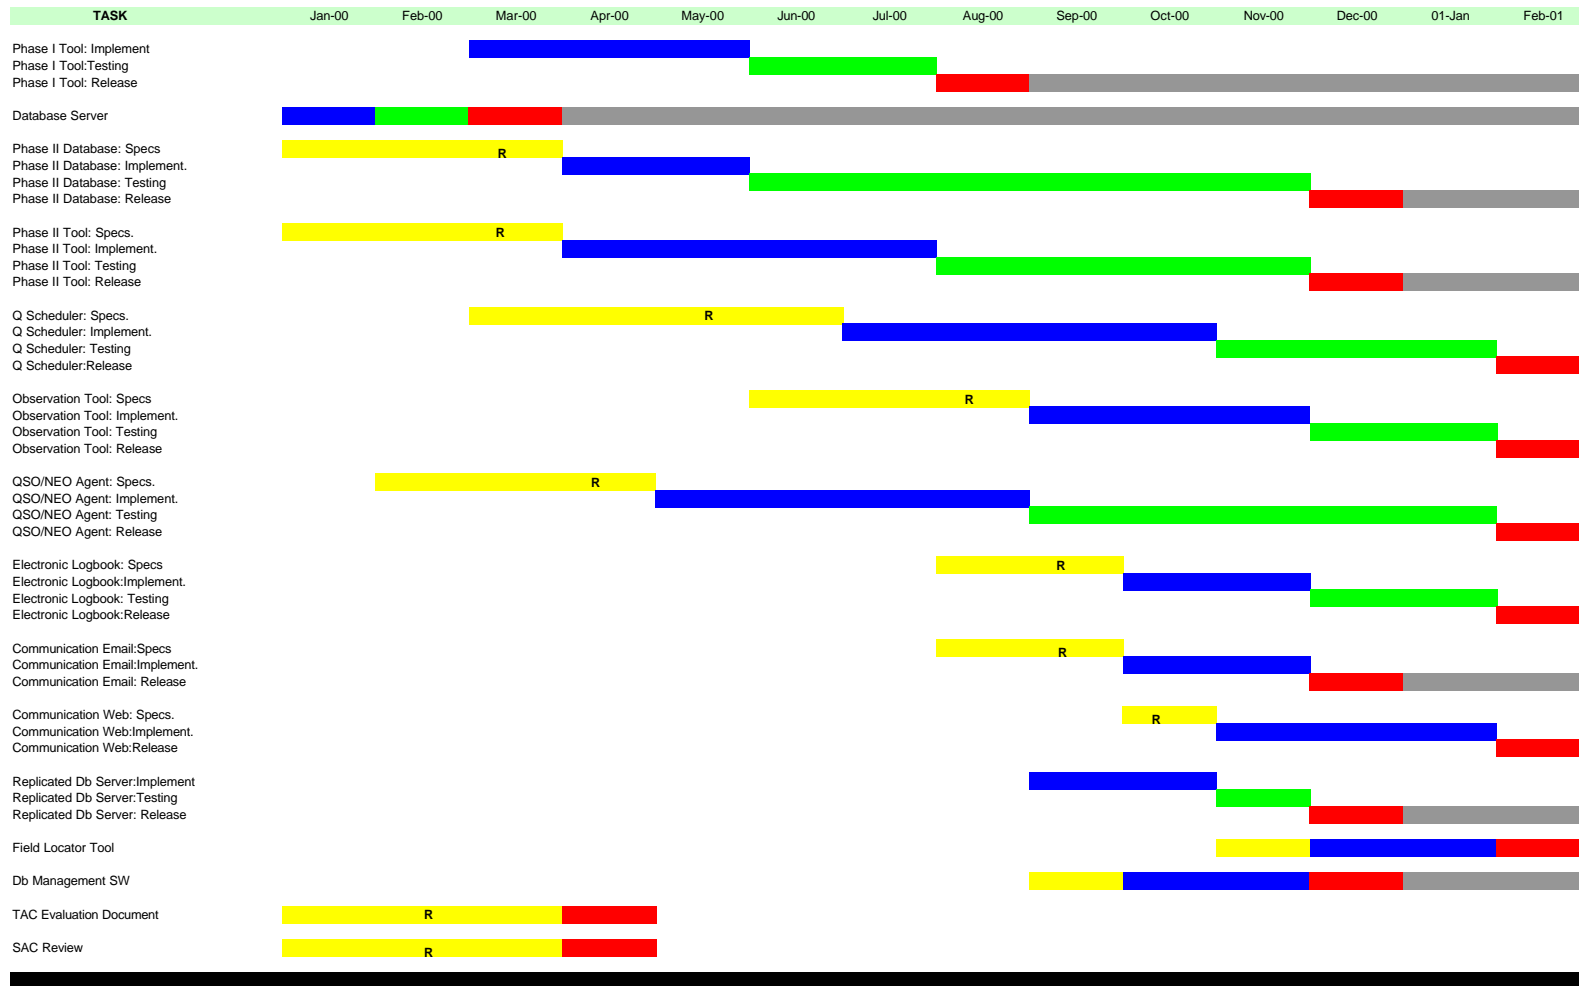 TASK Jan-00 Feb-00 Mar-00 Apr-00 May-00 Jun-00 Jul-00 Aug-00 Sep-00 Oct-00 Nov-00 Dec-00 01-Jan Feb-01
Phase I Tool: Implement
Phase I Tool:Testing
Phase I Tool: Release
Database Server
Phase II Database: Specs R
Phase II Database: Implement.
Phase II Database: Testing
Phase II Database: Release
Phase II Tool: Specs. R
Phase II Tool: Implement.
Phase II Tool: Testing
Phase II Tool: Release
Q Scheduler: Specs. R
Q Scheduler: Implement.
Q Scheduler: Testing
Q Scheduler:Release
Observation Tool: Specs R
Observation Tool: Implement.
Observation Tool: Testing
Observation Tool: Release
QSO/NEO Agent: Specs. R
QSO/NEO Agent: Implement.
QSO/NEO Agent: Testing
QSO/NEO Agent: Release
Electronic Logbook: Specs R
Electronic Logbook:Implement.
Electronic Logbook: Testing
Electronic Logbook:Release
Communication Email:Specs R
Communication Email:Implement.
Communication Email: Release
Communication Web: Specs. R
Communication Web:Implement.
Communication Web:Release
Replicated Db Server:Implement
Replicated Db Server:Testing
Replicated Db Server: Release
Field Locator Tool
Db Management SW
TAC Evaluation Document R
SAC Review R